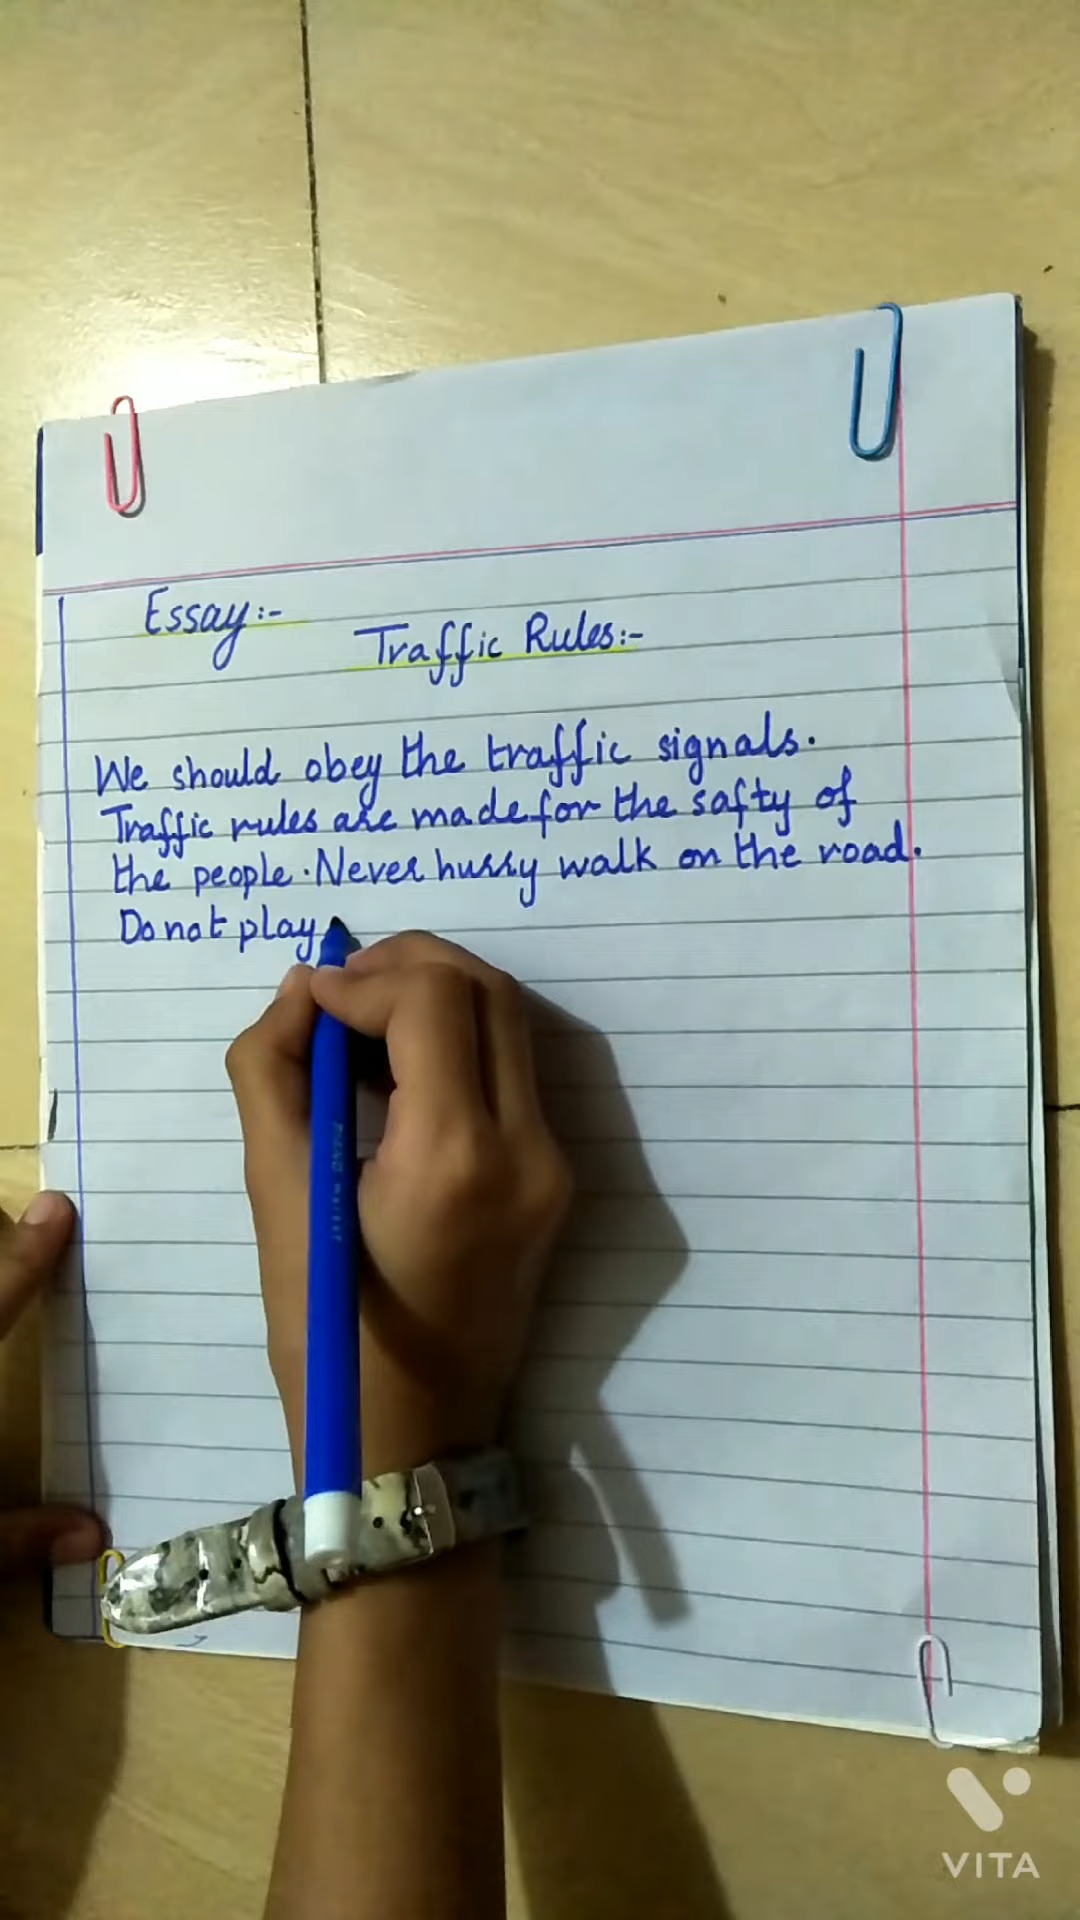 Essay:-
Traffic Rules:-
We should obey the traffic signals.
Traffic rules are made for the safty of
the people. Never hurry walk on the road.
Do not play
VITA